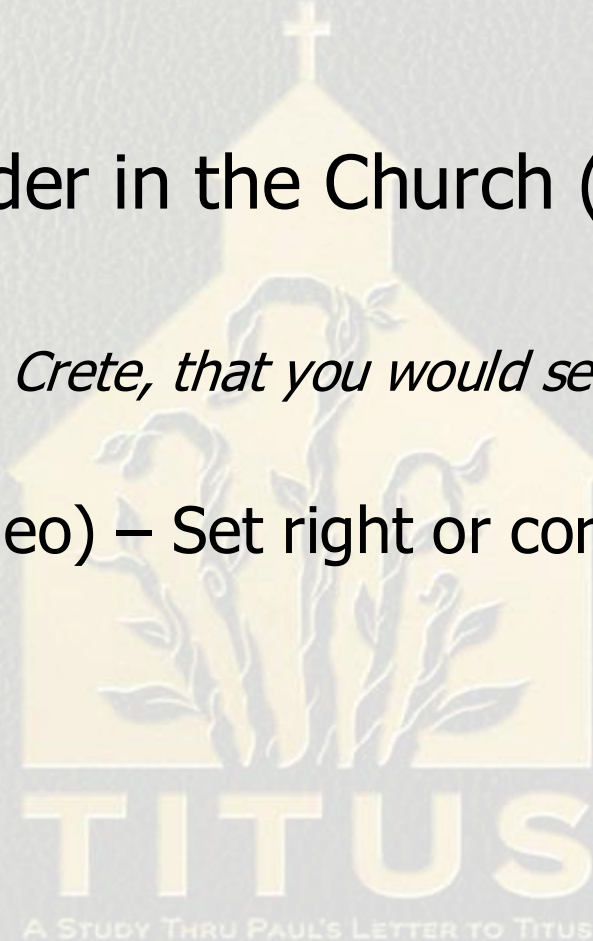 der in the Church (
Crete, that you would se
eo) – Set right or cor
TITUS
A STUDY THRU PAUL'S LETTER TO TITUS